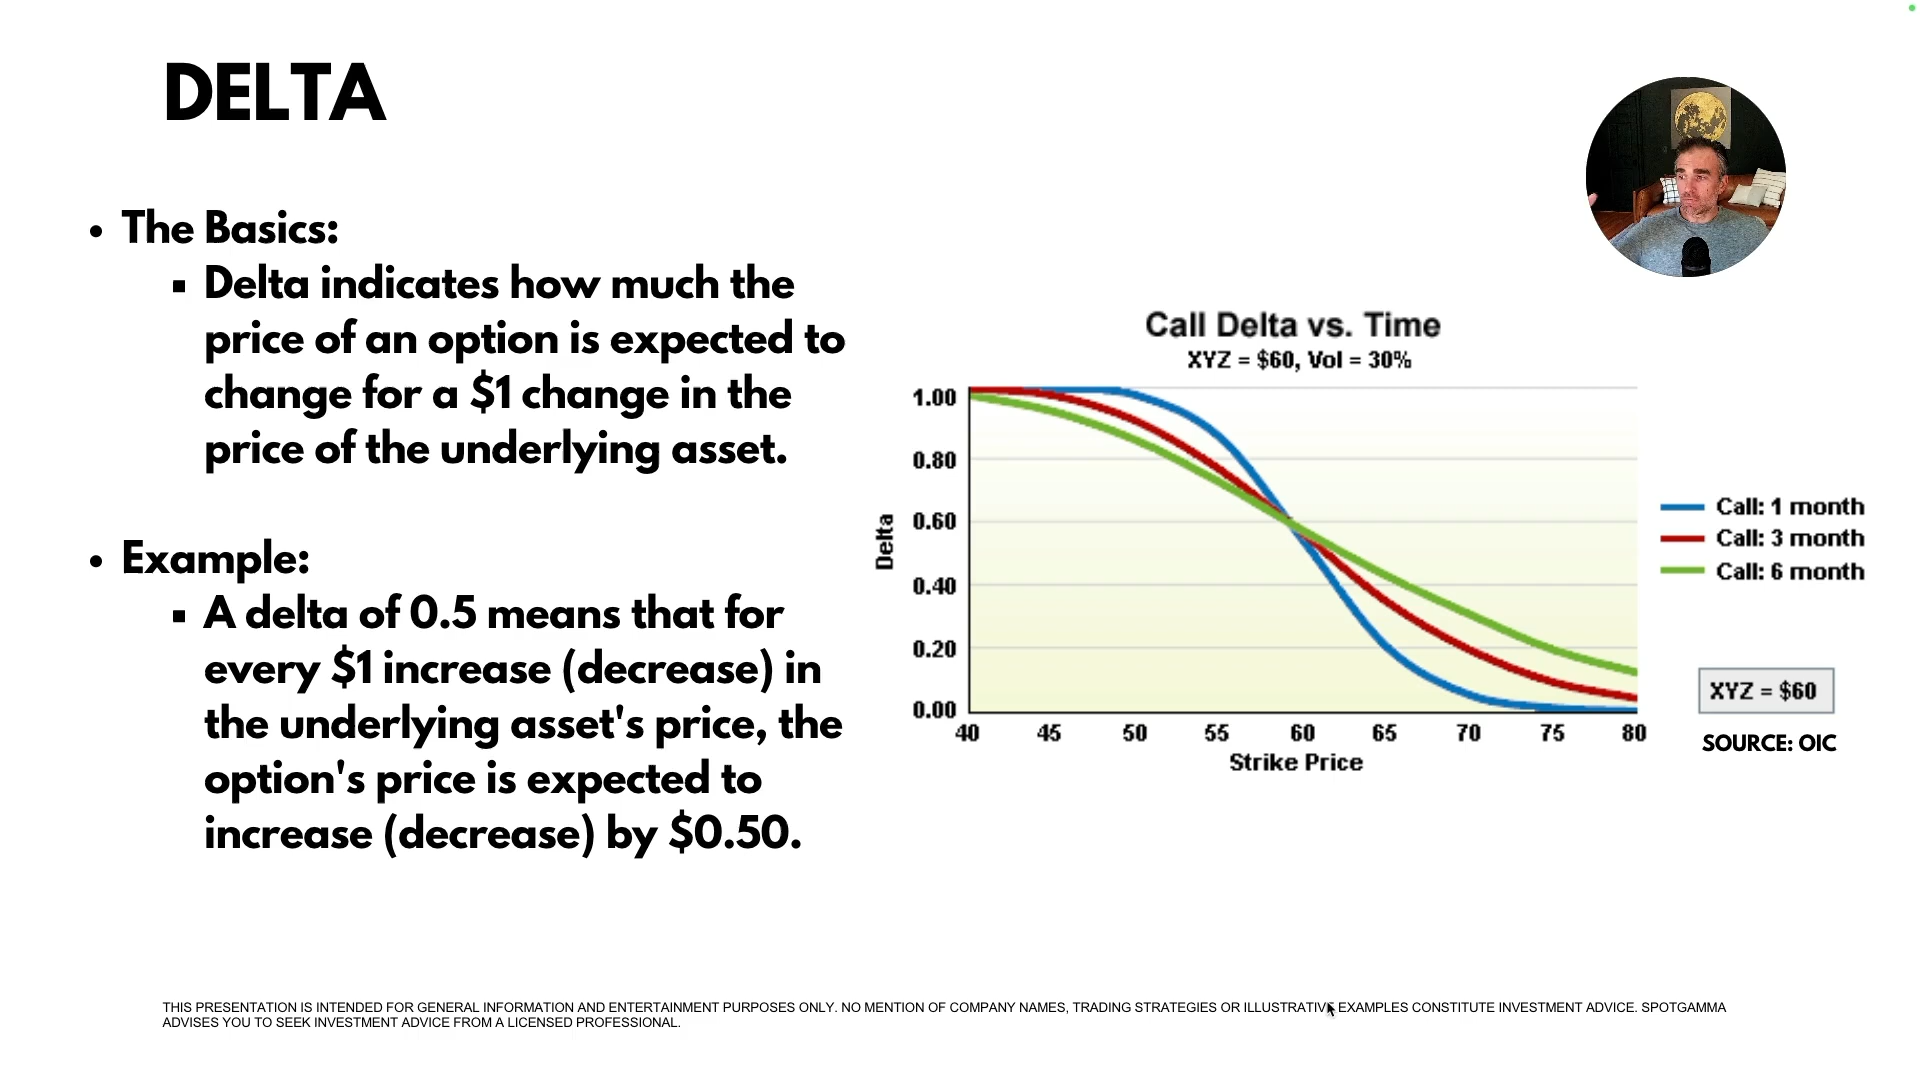 DELTA
• The Basics:
▪ Delta indicates how much the
price of an option is expected to
change for a $1 change in the
price of the underlying asset.
• Example:
▪ A delta of 0.5 means that for
every $1 increase (decrease) in
the underlying asset's price, the
option's price is expected to
increase (decrease) by $0.50.
Call Delta vs. Time
XYZ = $60, Vol = 30%
Delta
1.00
0.80
0.60
0.40
0.20
0.00
40 45 50 55 60 65 70 75 80
Strike Price
Call: 1 month
Call: 3 month
Call: 6 month
XYZ = $60
SOURCE: OIC
THIS PRESENTATION IS INTENDED FOR GENERAL INFORMATION AND ENTERTAINMENT PURPOSES ONLY. NO MENTION OF COMPANY NAMES, TRADING STRATEGIES OR ILLUSTRATIVE EXAMPLES CONSTITUTE INVESTMENT ADVICE. SPOTGAMMA
ADVISES YOU TO SEEK INVESTMENT ADVICE FROM A LICENSED PROFESSIONAL.